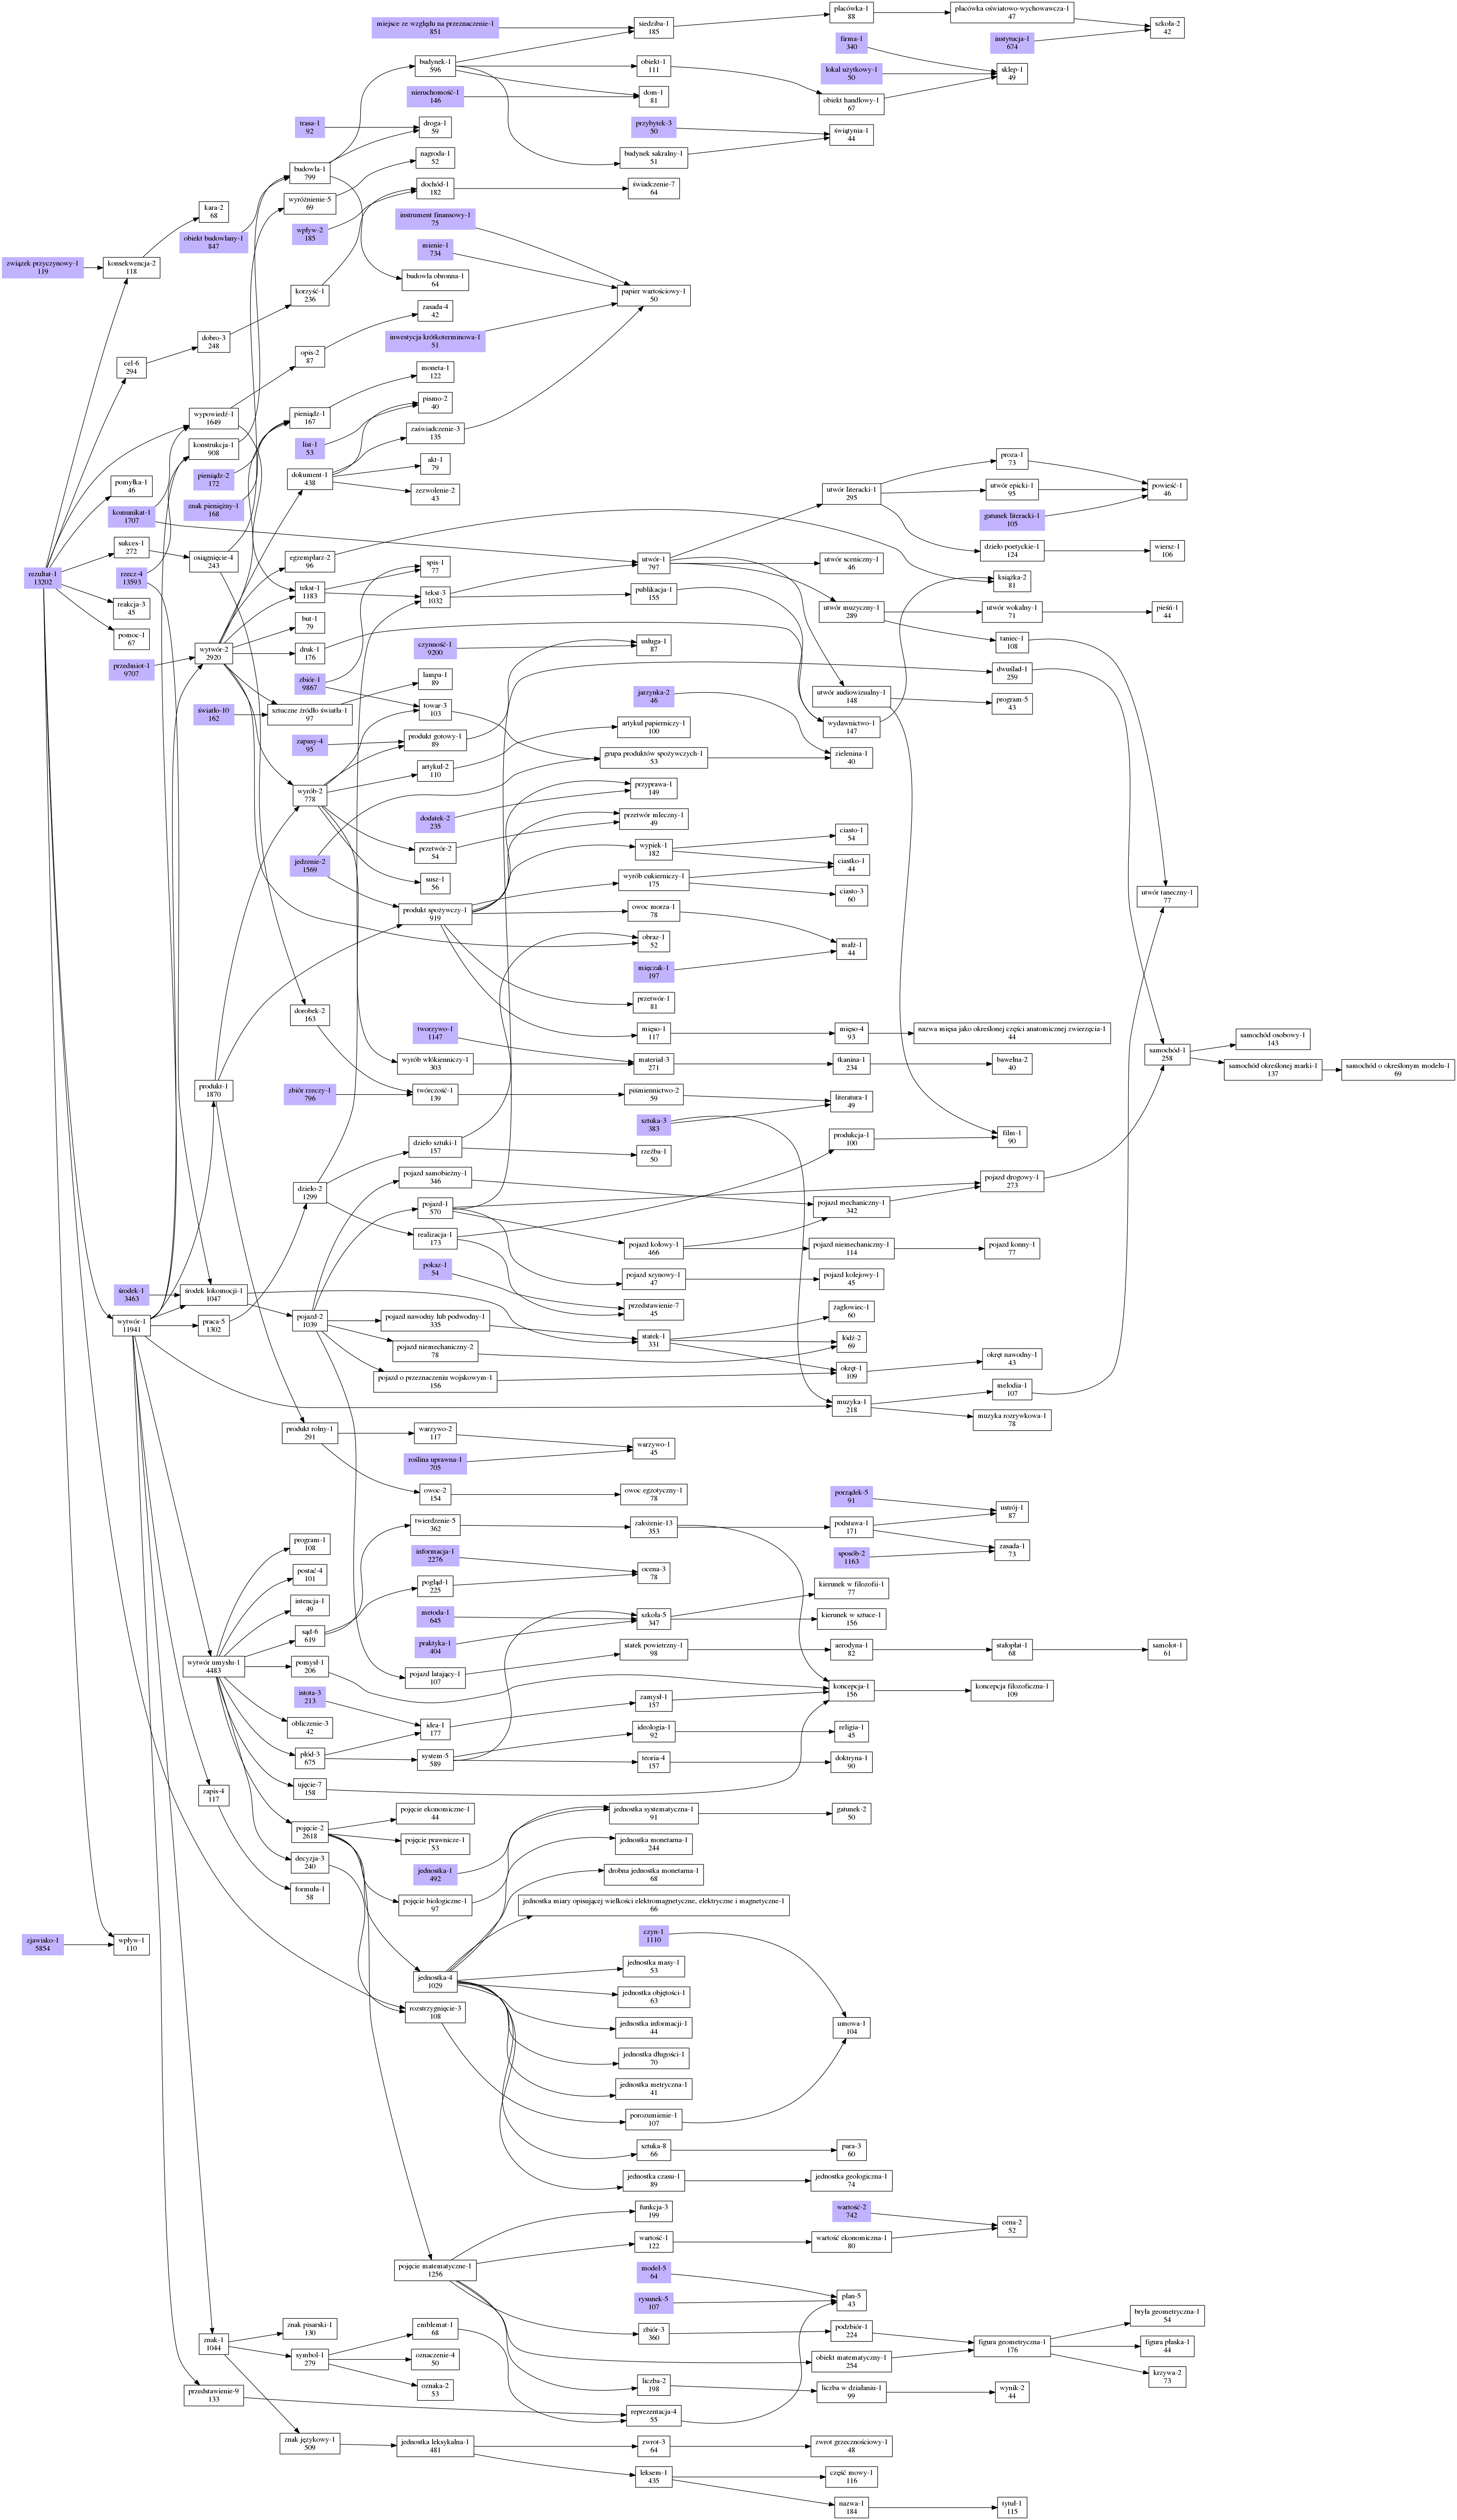 związek przyczynowy-1
119
rezultat-1
13202
zjawisko-1
5854
konsekwencja-2
118
cel-6
294
pomyłka-1
46
komunikat-1
1707
sukces-1
272
rzecz-4
13593
reakcja-3
45
pomoc-1
67
przedmiot-1
9707
środek-1
3463
wytwór-1
11941
wpływ-1
110
kara-2
68
obiekt budowlany-1
847
dobro-3
248
wypowiedź-1
1649
konstrukcja-1
908
pieniądz-2
172
znak pieniężny-1
168
osiągnięcie-4
243
wytwór-2
2920
światło-10
162
produkt-1
1870
środek lokomocji-1
1047
praca-5
1302
wytwór umysłu-1
4483
zapis-4
117
znak-1
1044
przedstawienie-9
133
trasa-1
92
budowla-1
799
wyróżnienie-5
69
wpływ-2
185
korzyść-1
236
opis-2
87
pieniądz-1
167
list-1
53
dokument-1
438
egzemplarz-2
96
tekst-1
1183
but-1
79
druk-1
176
zbiór-1
9867
sztuczne źródło światła-1
97
zapasy-4
95
wyrób-2
778
jedzenie-2
1569
dorobek-2
163
zbiór rzeczy-1
796
dzieło-2
1299
pojazd-2
1039
produkt rolny-1
291
program-1
108
postać-4
101
intencja-1
49
sąd-6
619
pomysł-1
206
istota-3
213
obliczenie-3
42
płód-3
675
ujęcie-7
158
pojęcie-2
2618
decyzja-3
240
formuła-1
58
znak pisarski-1
130
symbol-1
279
znak językowy-1
509
miejsce ze względu na przeznaczenie-1
851
budynek-1
596
nieruchomość-1
146
droga-1
59
nagroda-1
52
dochód-1
182
instrument finansowy-1
75
mienie-1
734
budowla obronna-1
64
zasada-4
42
inwestycja krótkoterminowa-1
51
moneta-1
122
pismo-2
40
zaświadczenie-3
135
akt-1
79
zezwolenie-2
43
spis-1
77
tekst-3
1032
czynność-1
9200
lampa-1
89
towar-3
103
produkt gotowy-1
89
artykuł-2
110
dodatek-2
235
przetwór-2
54
susz-1
56
produkt spożywczy-1
919
tworzywo-1
1147
wyrób włókienniczy-1
303
twórczość-1
139
dzieło sztuki-1
157
pojazd samobieżny-1
346
pojazd-1
570
realizacja-1
173
pokaz-1
54
pojazd nawodny lub podwodny-1
335
pojazd niemechaniczny-2
78
pojazd o przeznaczeniu wojskowym-1
156
warzywo-2
117
roślina uprawna-1
705
owoc-2
154
twierdzenie-5
362
informacja-1
2276
pogląd-1
225
metoda-1
645
praktyka-1
404
pojazd latający-1
107
idea-1
177
system-5
589
pojęcie ekonomiczne-1
44
pojęcie prawnicze-1
53
jednostka-1
492
pojęcie biologiczne-1
97
jednostka-4
1029
rozstrzygnięcie-3
108
pojęcie matematyczne-1
1256
emblemat-1
68
oznaczenie-4
50
oznaka-2
53
jednostka leksykalna-1
481
siedziba-1
185
obiekt-1
111
dom-1
81
przybytek-3
50
budynek sakralny-1
51
świadczenie-7
64
papier wartościowy-1
50
utwór-1
797
publikacja-1
155
usługa-1
87
jarzynka-2
46
artykuł papierniczy-1
100
grupa produktów spożywczych-1
53
przyprawa-1
149
przetwór mleczny-1
49
wypiek-1
182
wyrób cukierniczy-1
175
owoc morza-1
78
obraz-1
52
mięczak-1
197
przetwór-1
81
mięso-1
117
materiał-3
271
piśmiennictwo-2
59
sztuka-3
383
rzeźba-1
50
pojazd kołowy-1
466
pojazd szynowy-1
47
przedstawienie-7
45
statek-1
331
warzywo-1
45
owoc egzotyczny-1
78
założenie-13
353
ocena-3
78
szkoła-5
347
statek powietrzny-1
98
zamysł-1
157
ideologia-1
92
teoria-4
157
jednostka systematyczna-1
91
jednostka monetarna-1
244
drobna jednostka monetarna-1
68
jednostka miary opisującej wielkości elektromagnetyczne, elektryczne i magnetyczne-1
66
czyn-1
1110
jednostka masy-1
53
jednostka objętości-1
63
jednostka informacji-1
44
jednostka długości-1
70
jednostka metryczna-1
41
porozumienie-1
107
sztuka-8
66
jednostka czasu-1
89
funkcja-3
199
wartość-1
122
model-5
64
rysunek-5
107
zbiór-3
360
liczba-2
198
reprezentacja-4
55
zwrot-3
64
leksem-1
435
placówka-1
88
firma-1
340
lokal użytkowy-1
50
obiekt handlowy-1
67
świątynia-1
44
utwór literacki-1
295
utwór sceniczny-1
46
utwór muzyczny-1
289
utwór audiowizualny-1
148
wydawnictwo-1
147
zielenina-1
40
ciasto-1
54
ciastko-1
44
ciasto-3
60
małż-1
44
mięso-4
93
tkanina-1
234
literatura-1
49
produkcja-1
100
pojazd mechaniczny-1
342
pojazd niemechaniczny-1
114
pojazd kolejowy-1
45
żaglowiec-1
60
łódź-2
69
okręt-1
109
muzyka-1
218
porządek-5
91
podstawa-1
171
sposób-2
1163
kierunek w filozofii-1
77
kierunek w sztuce-1
156
aerodyna-1
82
koncepcja-1
156
religia-1
45
doktryna-1
90
gatunek-2
50
umowa-1
104
para-3
60
jednostka geologiczna-1
74
wartość-2
742
wartość ekonomiczna-1
80
plan-5
43
podzbiór-1
224
obiekt matematyczny-1
254
liczba w działaniu-1
99
zwrot grzecznościowy-1
48
część mowy-1
116
nazwa-1
184
placówka oświatowo-wychowawcza-1
47
instytucja-1
674
sklep-1
49
proza-1
73
utwór epicki-1
95
gatunek literacki-1
105
dzieło poetyckie-1
124
książka-2
81
utwór wokalny-1
71
taniec-1
108
dwuślad-1
259
program-5
43
nazwa mięsa jako określonej części anatomicznej zwierzęcia-1
44
bawełna-2
40
film-1
90
pojazd drogowy-1
273
pojazd konny-1
77
okręt nawodny-1
43
melodia-1
107
muzyka rozrywkowa-1
78
ustrój-1
87
zasada-1
73
stałopłat-1
68
koncepcja filozoficzna-1
109
cena-2
52
figura geometryczna-1
176
wynik-2
44
tytuł-1
115
szkoła-2
42
powieść-1
46
wiersz-1
106
pieśń-1
44
utwór taneczny-1
77
samochód-1
258
samolot-1
61
bryła geometryczna-1
54
figura płaska-1
44
krzywa-2
73
samochód osobowy-1
143
samochód określonej marki-1
137
samochód o określonym modelu-1
69